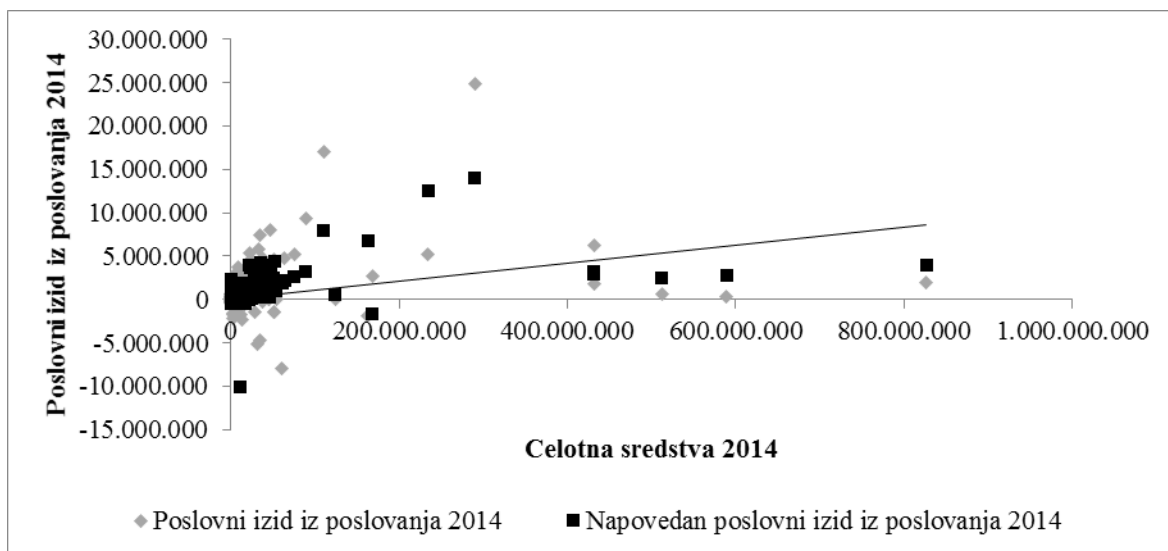 30.000.000
25.000.000
20.000.000
15.000.000
10.000.000
5.000.000
0
-5.000.000
-10.000.000
-15.000.000
Poslovni izid iz poslovanja 2014
0 200.000.000 400.000.000 600.000.000 800.000.000 1.000.000.000
Celotna sredstva 2014
Poslovni izid iz poslovanja 2014 Napovedan poslovni izid iz poslovanja 2014